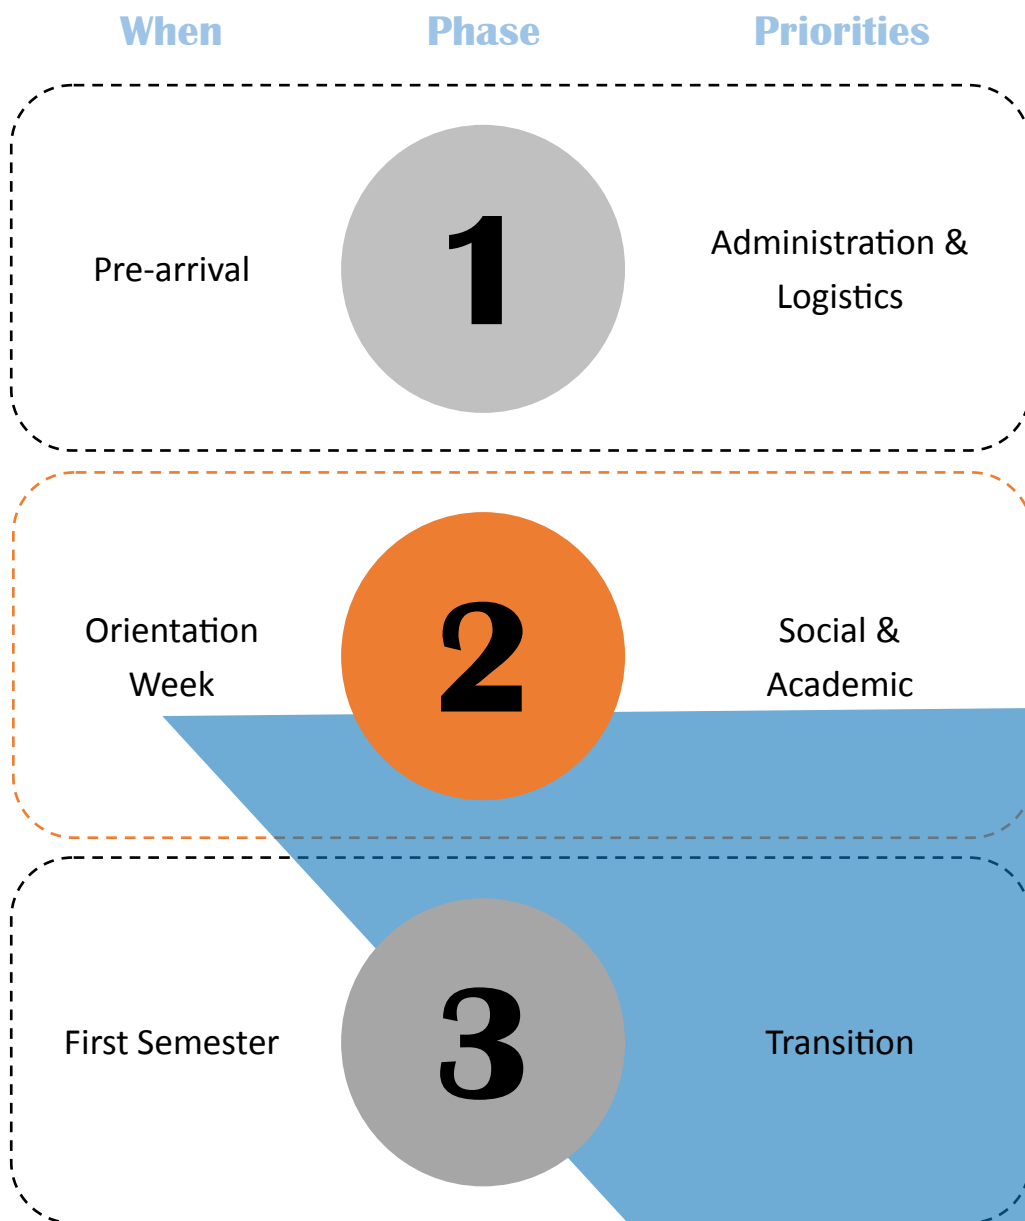 When Phase Priorities
Pre-arrival
1
Administration &
Logistics
Orientation
Week
2
Social &
Academic
First Semester
3
Transition